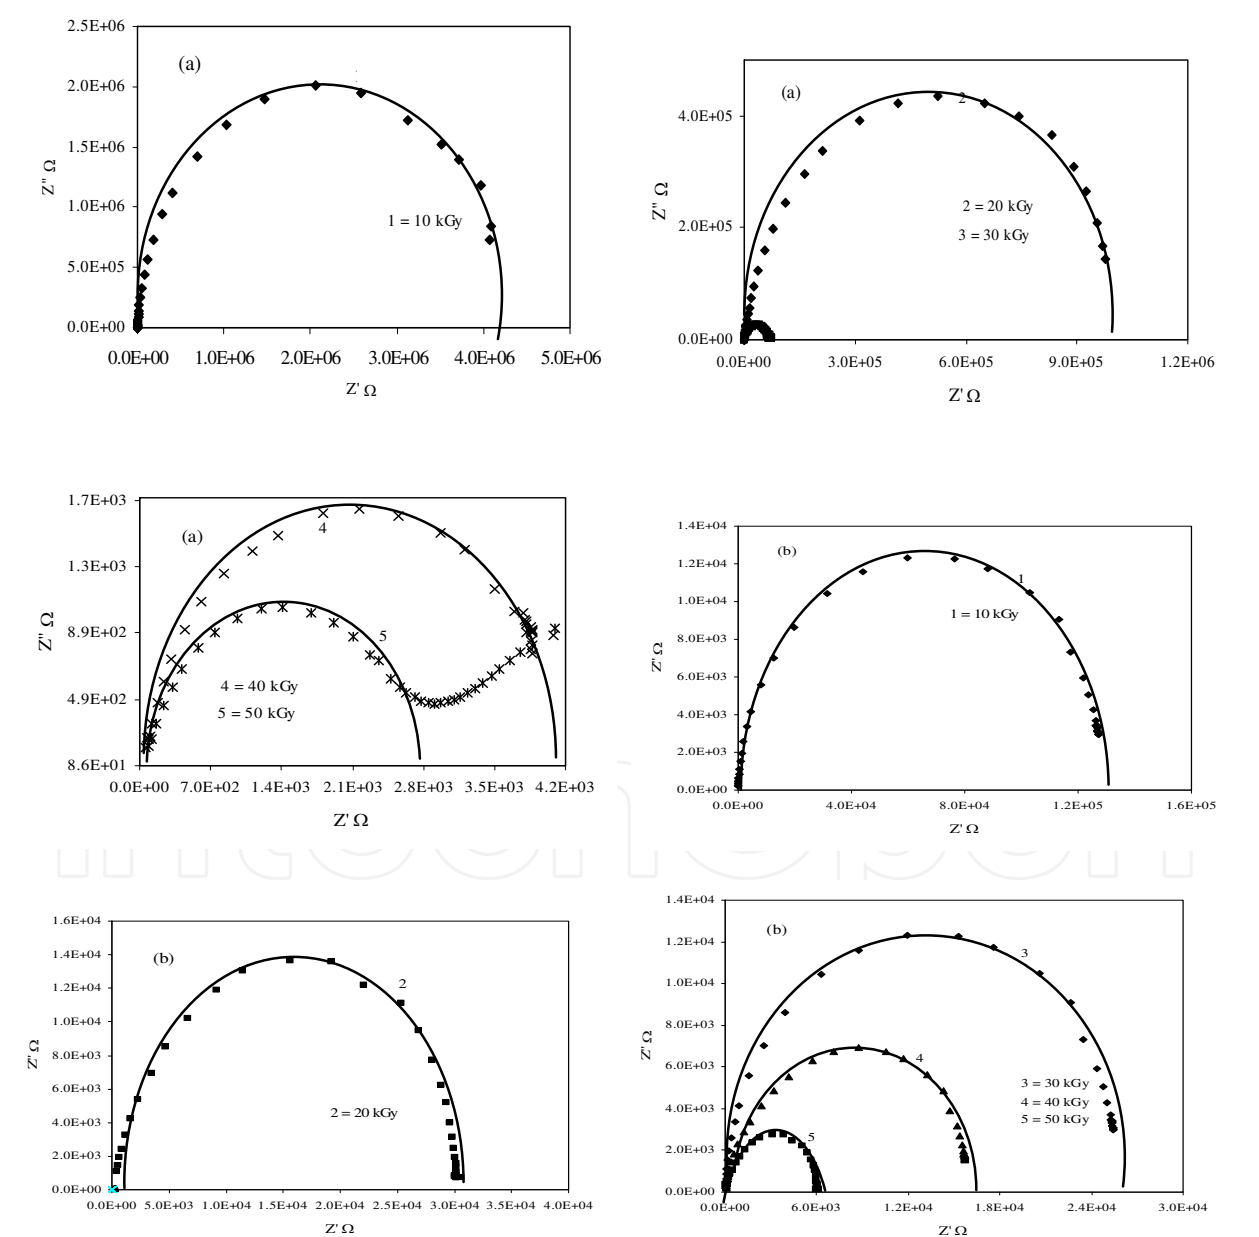 2.5E+06
(a)
2.0E+06
1.5E+06
Z'' Ω
1.0E+06
1 = 10 kGy
5.0E+05
0.0E+00
0.0E+00 1.0E+06 2.0E+06 3.0E+06 4.0E+06 5.0E+06
Z' Ω
(a)
2
4.0E+05
Z'' Ω
2 = 20 kGy
2.0E+05
3 = 30 kGy
0.0E+00
0.0E+00 3.0E+05 6.0E+05 9.0E+05 1.2E+06
Z' Ω
1.7E+03
(a)
4
1.3E+03
Z'' Ω
8.9E+02
5
4 = 40 kGy
4.9E+02
5 = 50 kGy
8.6E+01
0.0E+00 7.0E+02 1.4E+03 2.1E+03 2.8E+03 3.5E+03 4.2E+03
Z' Ω
1.4E+04
(b)
1.2E+04
1
1.0E+04
1 = 10 kGy
8.0E+03
Z'' Ω
6.0E+03
4.0E+03
2.0E+03
0.0E+00
0.0E+00 4.0E+04 8.0E+04 1.2E+05 1.6E+05
Z' Ω
1.6E+04
1.4E+04
(b)
2
1.2E+04
1.0E+04
Z'' Ω
8.0E+03
6.0E+03
2 = 20 kGy
4.0E+03
2.0E+03
0.0E+00
0.0E+00 5.0E+03 1.0E+04 1.5E+04 2.0E+04 2.5E+04 3.0E+04 3.5E+04 4.0E+04
Z' Ω
1.4E+04
(b)
1.2E+04
3
1.0E+04
8.0E+03
Z'' Ω
6.0E+03
4
3 = 30 kGy
4 = 40 kGy
4.0E+03
5 = 50 kGy
5
2.0E+03
0.0E+00
0.0E+00 6.0E+03 1.2E+04 1.8E+04 2.4E+04 3.0E+04
Z' Ω